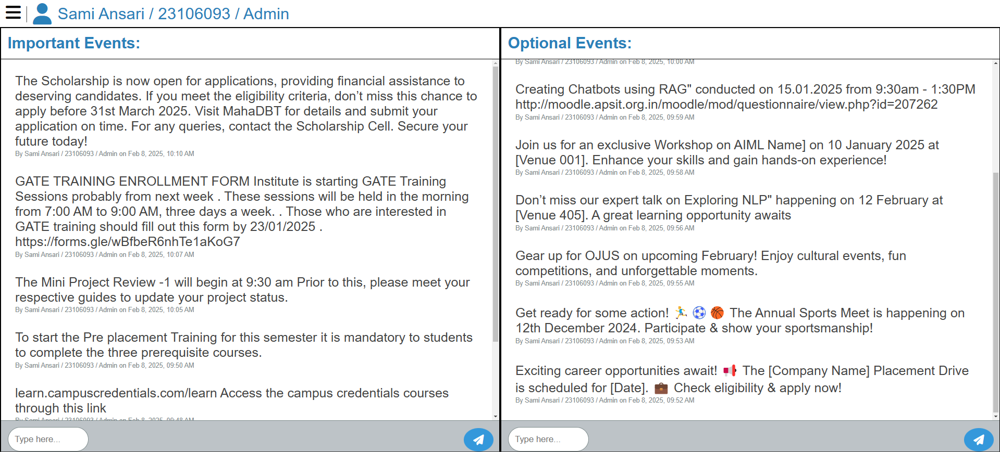 Sami Ansari / 23106093 / Admin
Important Events:
The Scholarship is now open for applications, providing financial assistance to
deserving candidates. If you meet the eligibility criteria, don’t miss this chance to
apply before 31st March 2025. Visit MahaDBT for details and submit your
application on time. For any queries, contact the Scholarship Cell. Secure your
future today!
By Sami Ansari / 23106093 / Admin on Feb 8, 2025, 10:10 AM
GATE TRAINING ENROLLMENT FORM Institute is starting GATE Training
Sessions probably from next week . These sessions will be held in the morning
from 7:00 AM to 9:00 AM, three days a week. . Those who are interested in
GATE training should fill out this form by 23/01/2025 .
https://forms.gle/wBfbeR6nhTe1aKoG7
By Sami Ansari / 23106093 / Admin on Feb 8, 2025, 10:07 AM
The Mini Project Review -1 will begin at 9:30 am Prior to this, please meet your
respective guides to update your project status.
By Sami Ansari / 23106093 / Admin on Feb 8, 2025, 10:05 AM
To start the Pre placement Training for this semester it is mandatory to students
to complete the three prerequisite courses.
By Sami Ansari / 23106093 / Admin on Feb 8, 2025, 09:50 AM
learn.campuscredentials.com/learn Access the campus credentials courses
through this link
By Sami Ansari / 23106093 / Admin on Feb 8, 2025, 09:48 AM
Type here...
Optional Events:
By Sami Ansari / 23106093 / Admin on Feb 8, 2025, 10:00 AM
Creating Chatbots using RAG" conducted on 15.01.2025 from 9:30am - 1:30PM
http://moodle.apsit.org.in/moodle/mod/questionnaire/view.php?id=207262
By Sami Ansari / 23106093 / Admin on Feb 8, 2025, 09:59 AM
Join us for an exclusive Workshop on AIML Name] on 10 January 2025 at
[Venue 001]. Enhance your skills and gain hands-on experience!
By Sami Ansari / 23106093 / Admin on Feb 8, 2025, 09:58 AM
Don’t miss our expert talk on Exploring NLP" happening on 12 February at
[Venue 405]. A great learning opportunity awaits
By Sami Ansari / 23106093 / Admin on Feb 8, 2025, 09:56 AM
Gear up for OJUS on upcoming February! Enjoy cultural events, fun
competitions, and unforgettable moments.
By Sami Ansari / 23106093 / Admin on Feb 8, 2025, 09:55 AM
Get ready for some action! 🏃‍♂️ ⚽ 🏀 The Annual Sports Meet is happening on
12th December 2024. Participate & show your sportsmanship!
By Sami Ansari / 23106093 / Admin on Feb 8, 2025, 09:53 AM
Exciting career opportunities await! 📢 The [Company Name] Placement Drive
is scheduled for [Date]. 💼 Check eligibility & apply now!
By Sami Ansari / 23106093 / Admin on Feb 8, 2025, 09:52 AM
Type here...